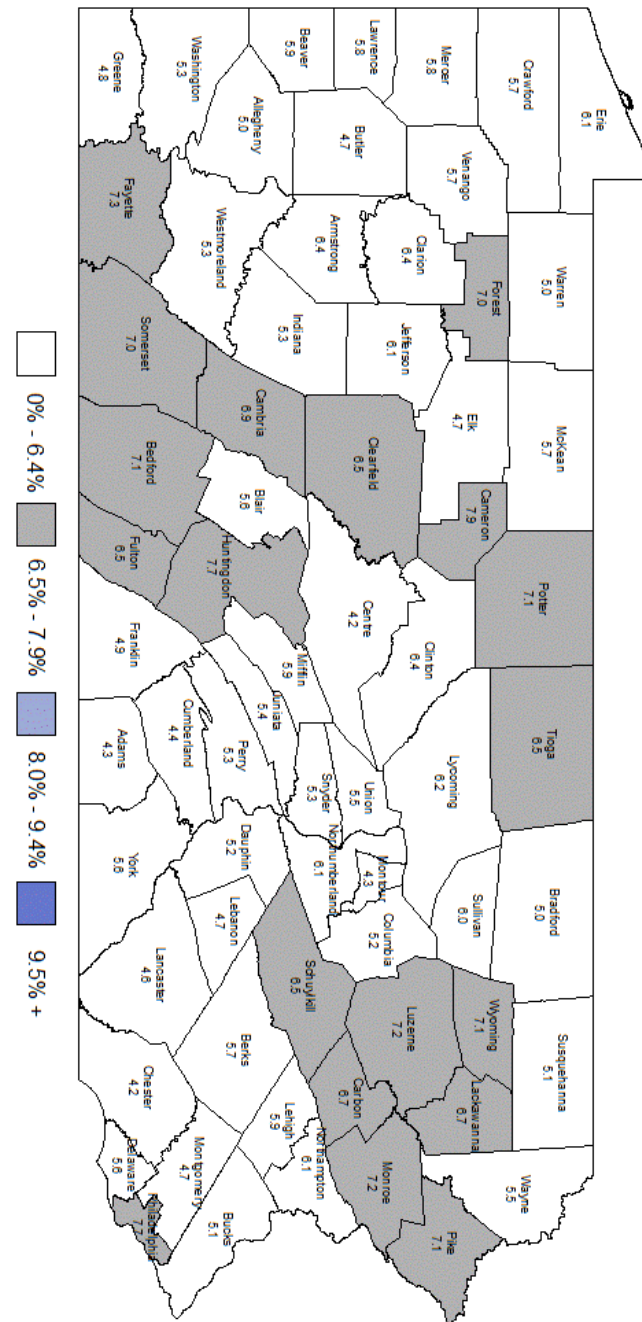 Erie
6.1
Crawford
5.7
Mercer
5.8
Lawrence
5.8
Beaver
5.9
Washington
5.3
Greene
4.8
Allegheny
5.0
Butler
4.7
Venango
5.7
Warren
5.0
Forest
7.0
Clarion
6.4
Armstrong
6.4
Westmoreland
5.3
Fayette
7.3
Indiana
5.3
Jefferson
6.1
Somerset
7.0
Cambria
6.9
Clearfield
6.5
Elk
4.7
McKean
5.7
Cameron
7.9
Potter
7.1
Bedford
7.1
Blair
5.6
Huntingdon
7.7
Fulton
6.5
Franklin
4.9
Centre
4.2
Clinton
6.4
Mifflin
5.9
Juniata
5.4
Perry
5.3
Cumberland
4.4
Adams
4.3
Tioga
6.5
Lycoming
6.2
Union
5.5
Snyder
5.3
Northumberland
6.1
Montour
4.3
Columbia
5.2
Sullivan
6.0
Bradford
5.0
Dauphin
5.2
Lebanon
4.7
York
5.6
Lancaster
4.6
Schuylkill
6.5
Luzerne
7.2
Wyoming
7.1
Susquehanna
5.1
Lackawanna
6.7
Carbon
6.7
Berks
5.7
Chester
4.2
Lehigh
5.9
Northampton
6.1
Monroe
7.2
Wayne
5.5
Pike
7.1
Bucks
5.1
Montgomery
4.7
Delaware
5.6
Philadelphia
7.7
0% - 6.4%
6.5% - 7.9%
8.0% - 9.4%
9.5% +